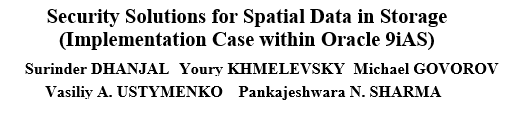 Security Solutions for Spatial Data in Storage
(Implementation Case within Oracle 9iAS)
Surinder DHANJAL Youry KHMELEVSKY Michael GOVOROV
Vasiliy A. USTYMENKO Pankajeshwara N. SHARMA